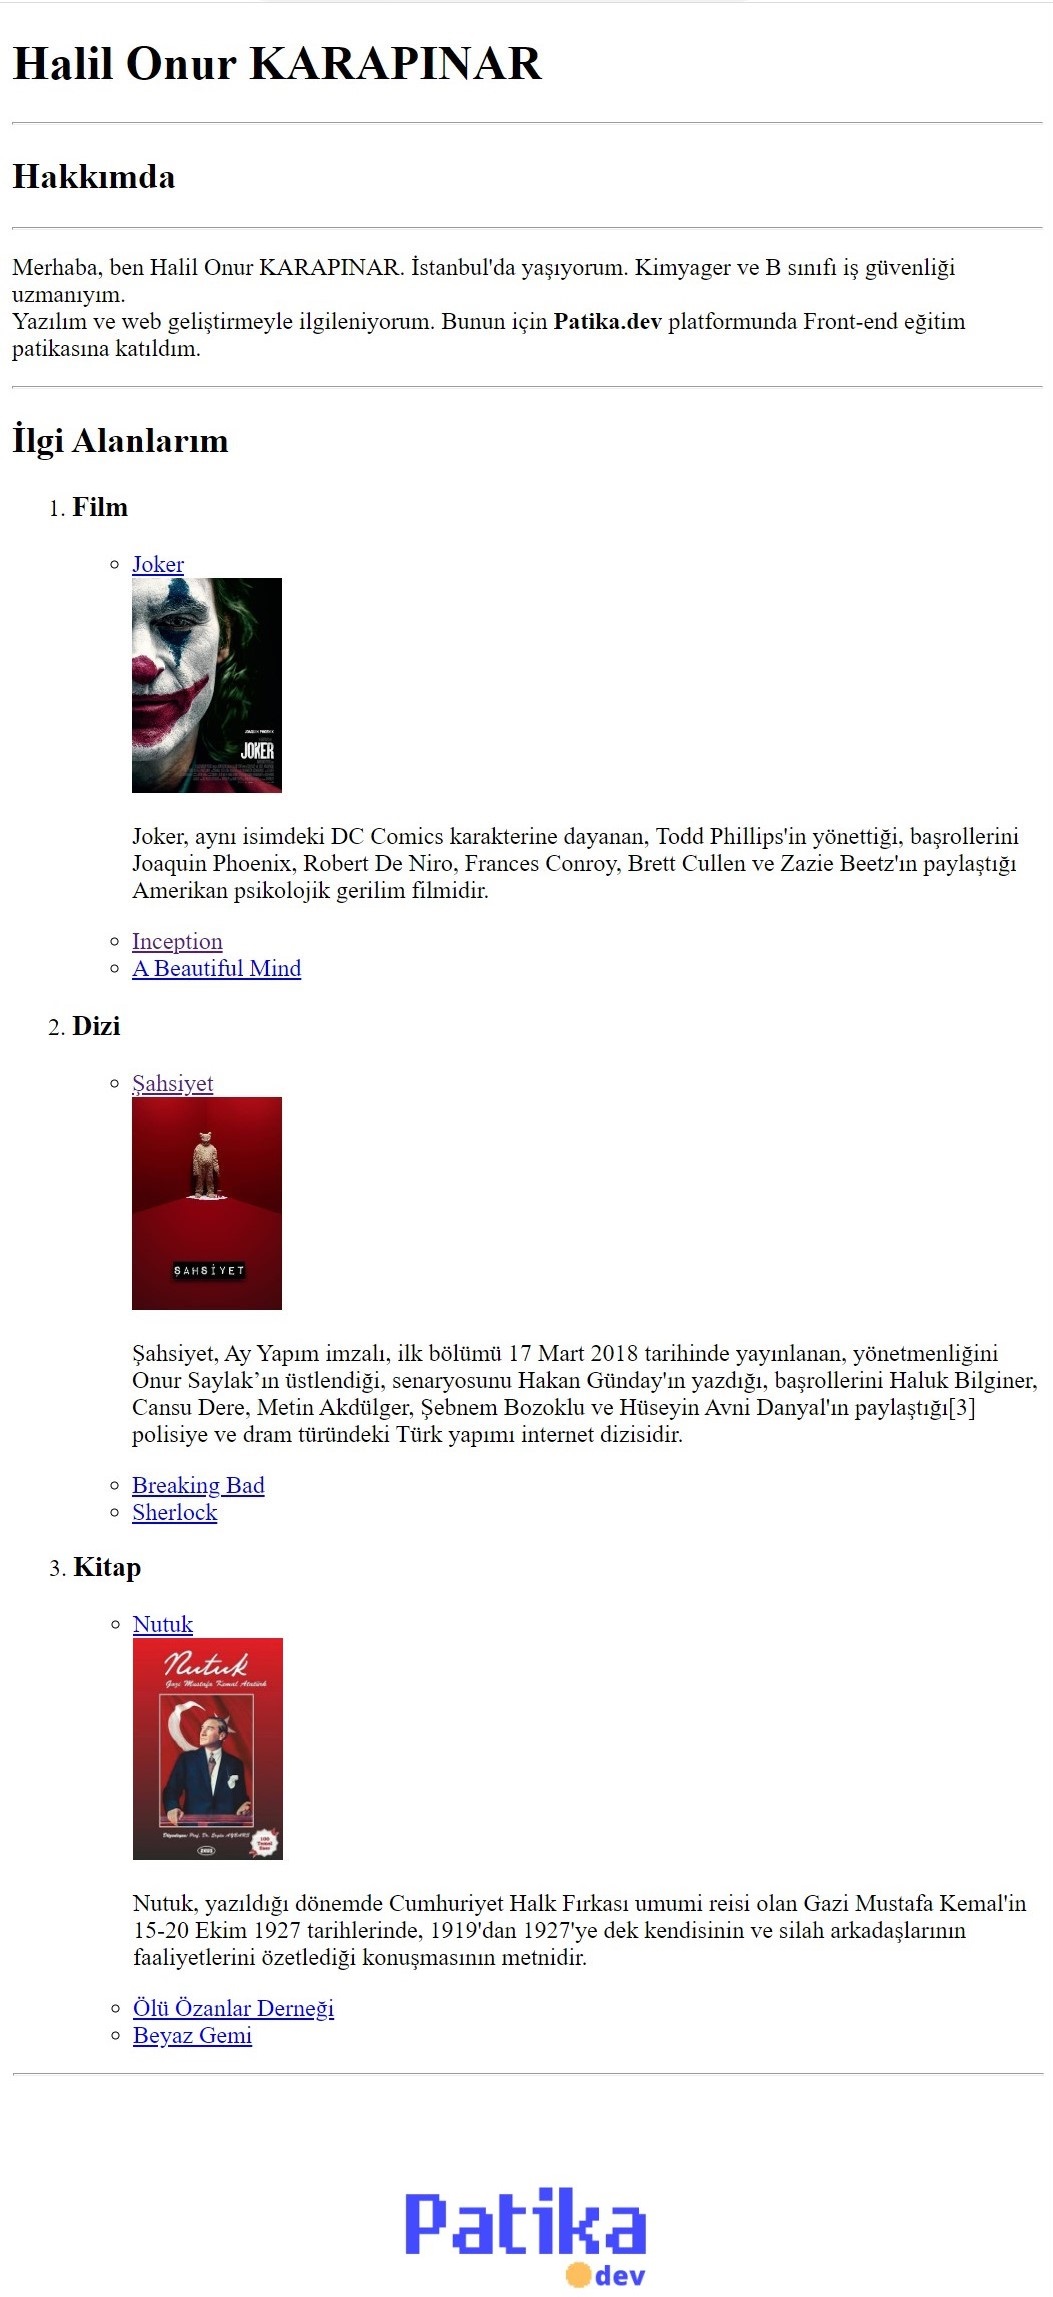 Halil Onur KARAPINAR
Hakkımda
Merhaba, ben Halil Onur KARAPINAR. İstanbul'da yaşıyorum. Kimyager ve B sınıfı iş güvenliği
uzmanıyım.
Yazılım ve web geliştirmeyle ilgileniyorum. Bunun için Patika.dev platformunda Front-end eğitim
patikasına katıldım.
İlgi Alanlarım
1. Film
Joker
JOAQUIN PHOENIX
JOKER
Joker, aynı isimdeki DC Comics karakterine dayanan, Todd Phillips'in yönettiği, başrollerini
Joaquin Phoenix, Robert De Niro, Frances Conroy, Brett Cullen ve Zazie Beetz'ın paylaştığı
Amerikan psikolojik gerilim filmidir.
Inception
A Beautiful Mind
2. Dizi
Şahsiyet
ŞAHSİYET
Şahsiyet, Ay Yapım imzalı, ilk bölümü 17 Mart 2018 tarihinde yayınlanan, yönetmenliğini
Onur Saylak’ın üstlendiği, senaryosunu Hakan Günday'ın yazdığı, başrollerini Haluk Bilginer,
Cansu Dere, Metin Akdülger, Şebnem Bozoklu ve Hüseyin Avni Danyal'ın paylaştığı[3]
polisiye ve dram türündeki Türk yapımı internet dizisidir.
Breaking Bad
Sherlock
3. Kitap
Nutuk
Nutuk
Gazi Mustafa Kemal Atatürk
100
Temel
Eser
Nutuk, yazıldığı dönemde Cumhuriyet Halk Fırkası umumi reisi olan Gazi Mustafa Kemal'in
15-20 Ekim 1927 tarihlerinde, 1919'dan 1927'ye dek kendisinin ve silah arkadaşlarının
faaliyetlerini özetlediği konuşmasının metnidir.
Ölü Özanlar Derneği
Beyaz Gemi
Patika
dev